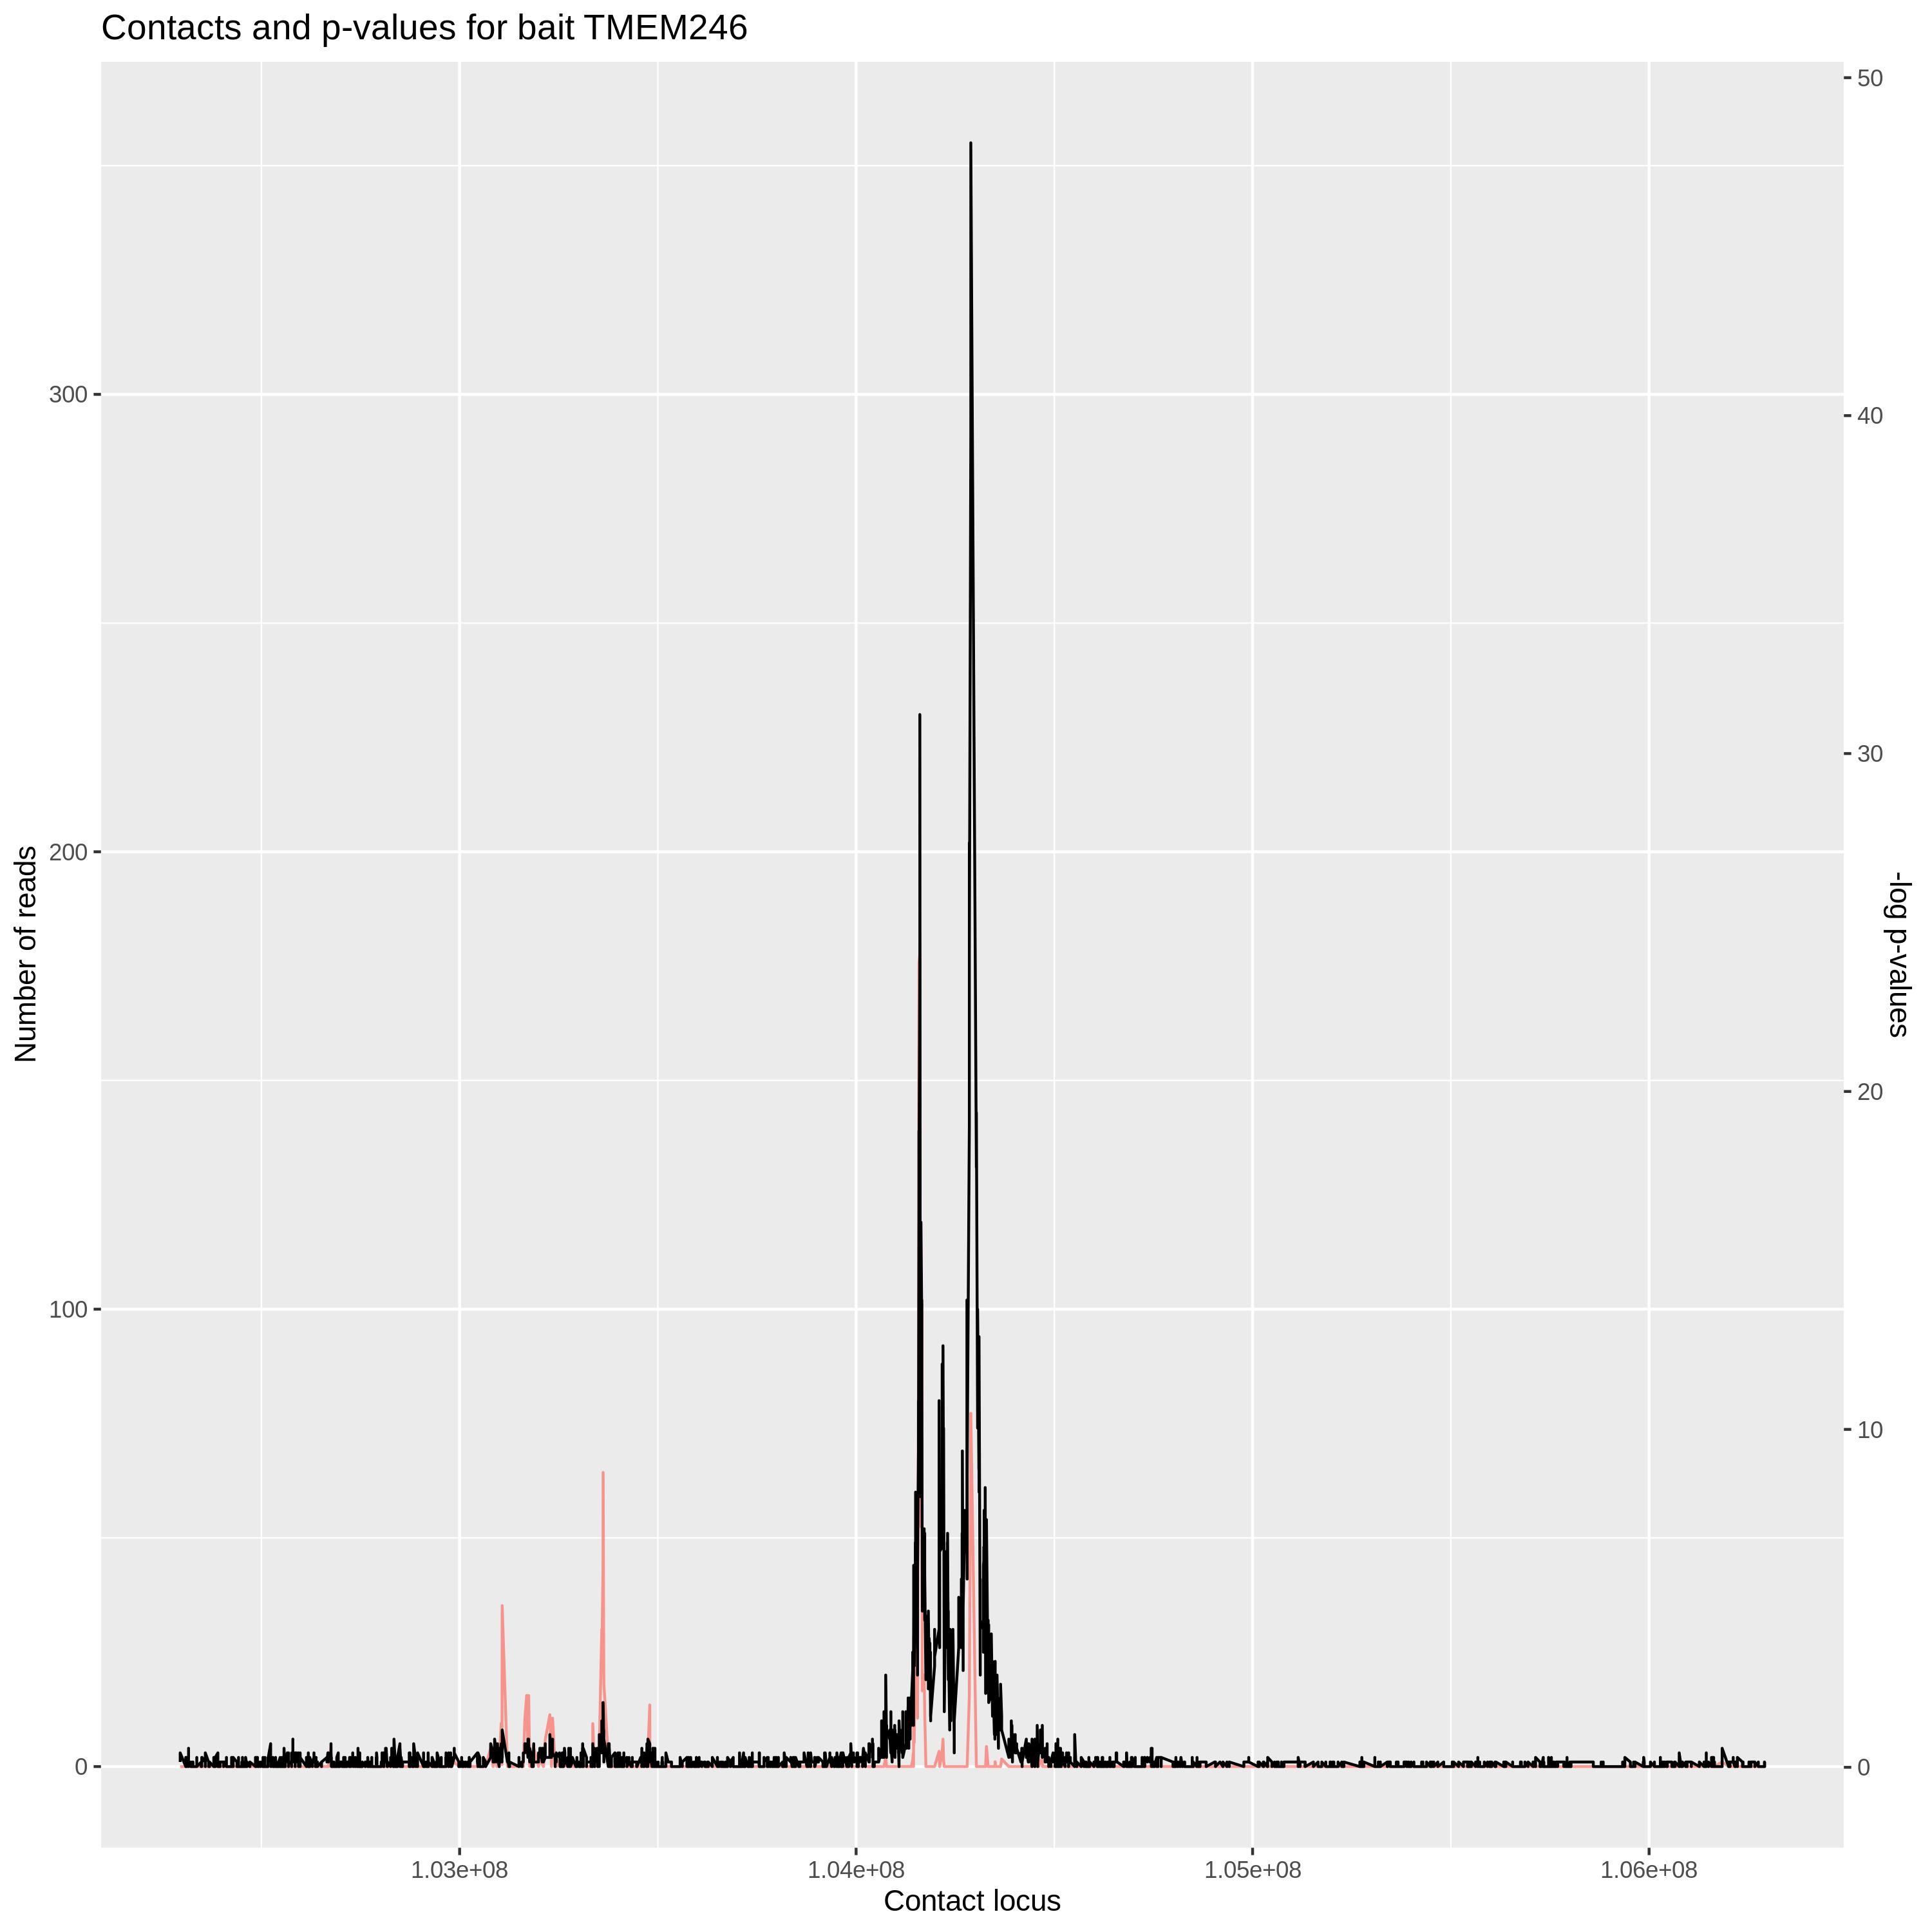 Contacts and p-values for bait TMEM246
50
40
30
20
10
0
300
200
100
0
Number of reads
-log p-values
1.03e+08
1.04e+08
1.05e+08
1.06e+08
Contact locus